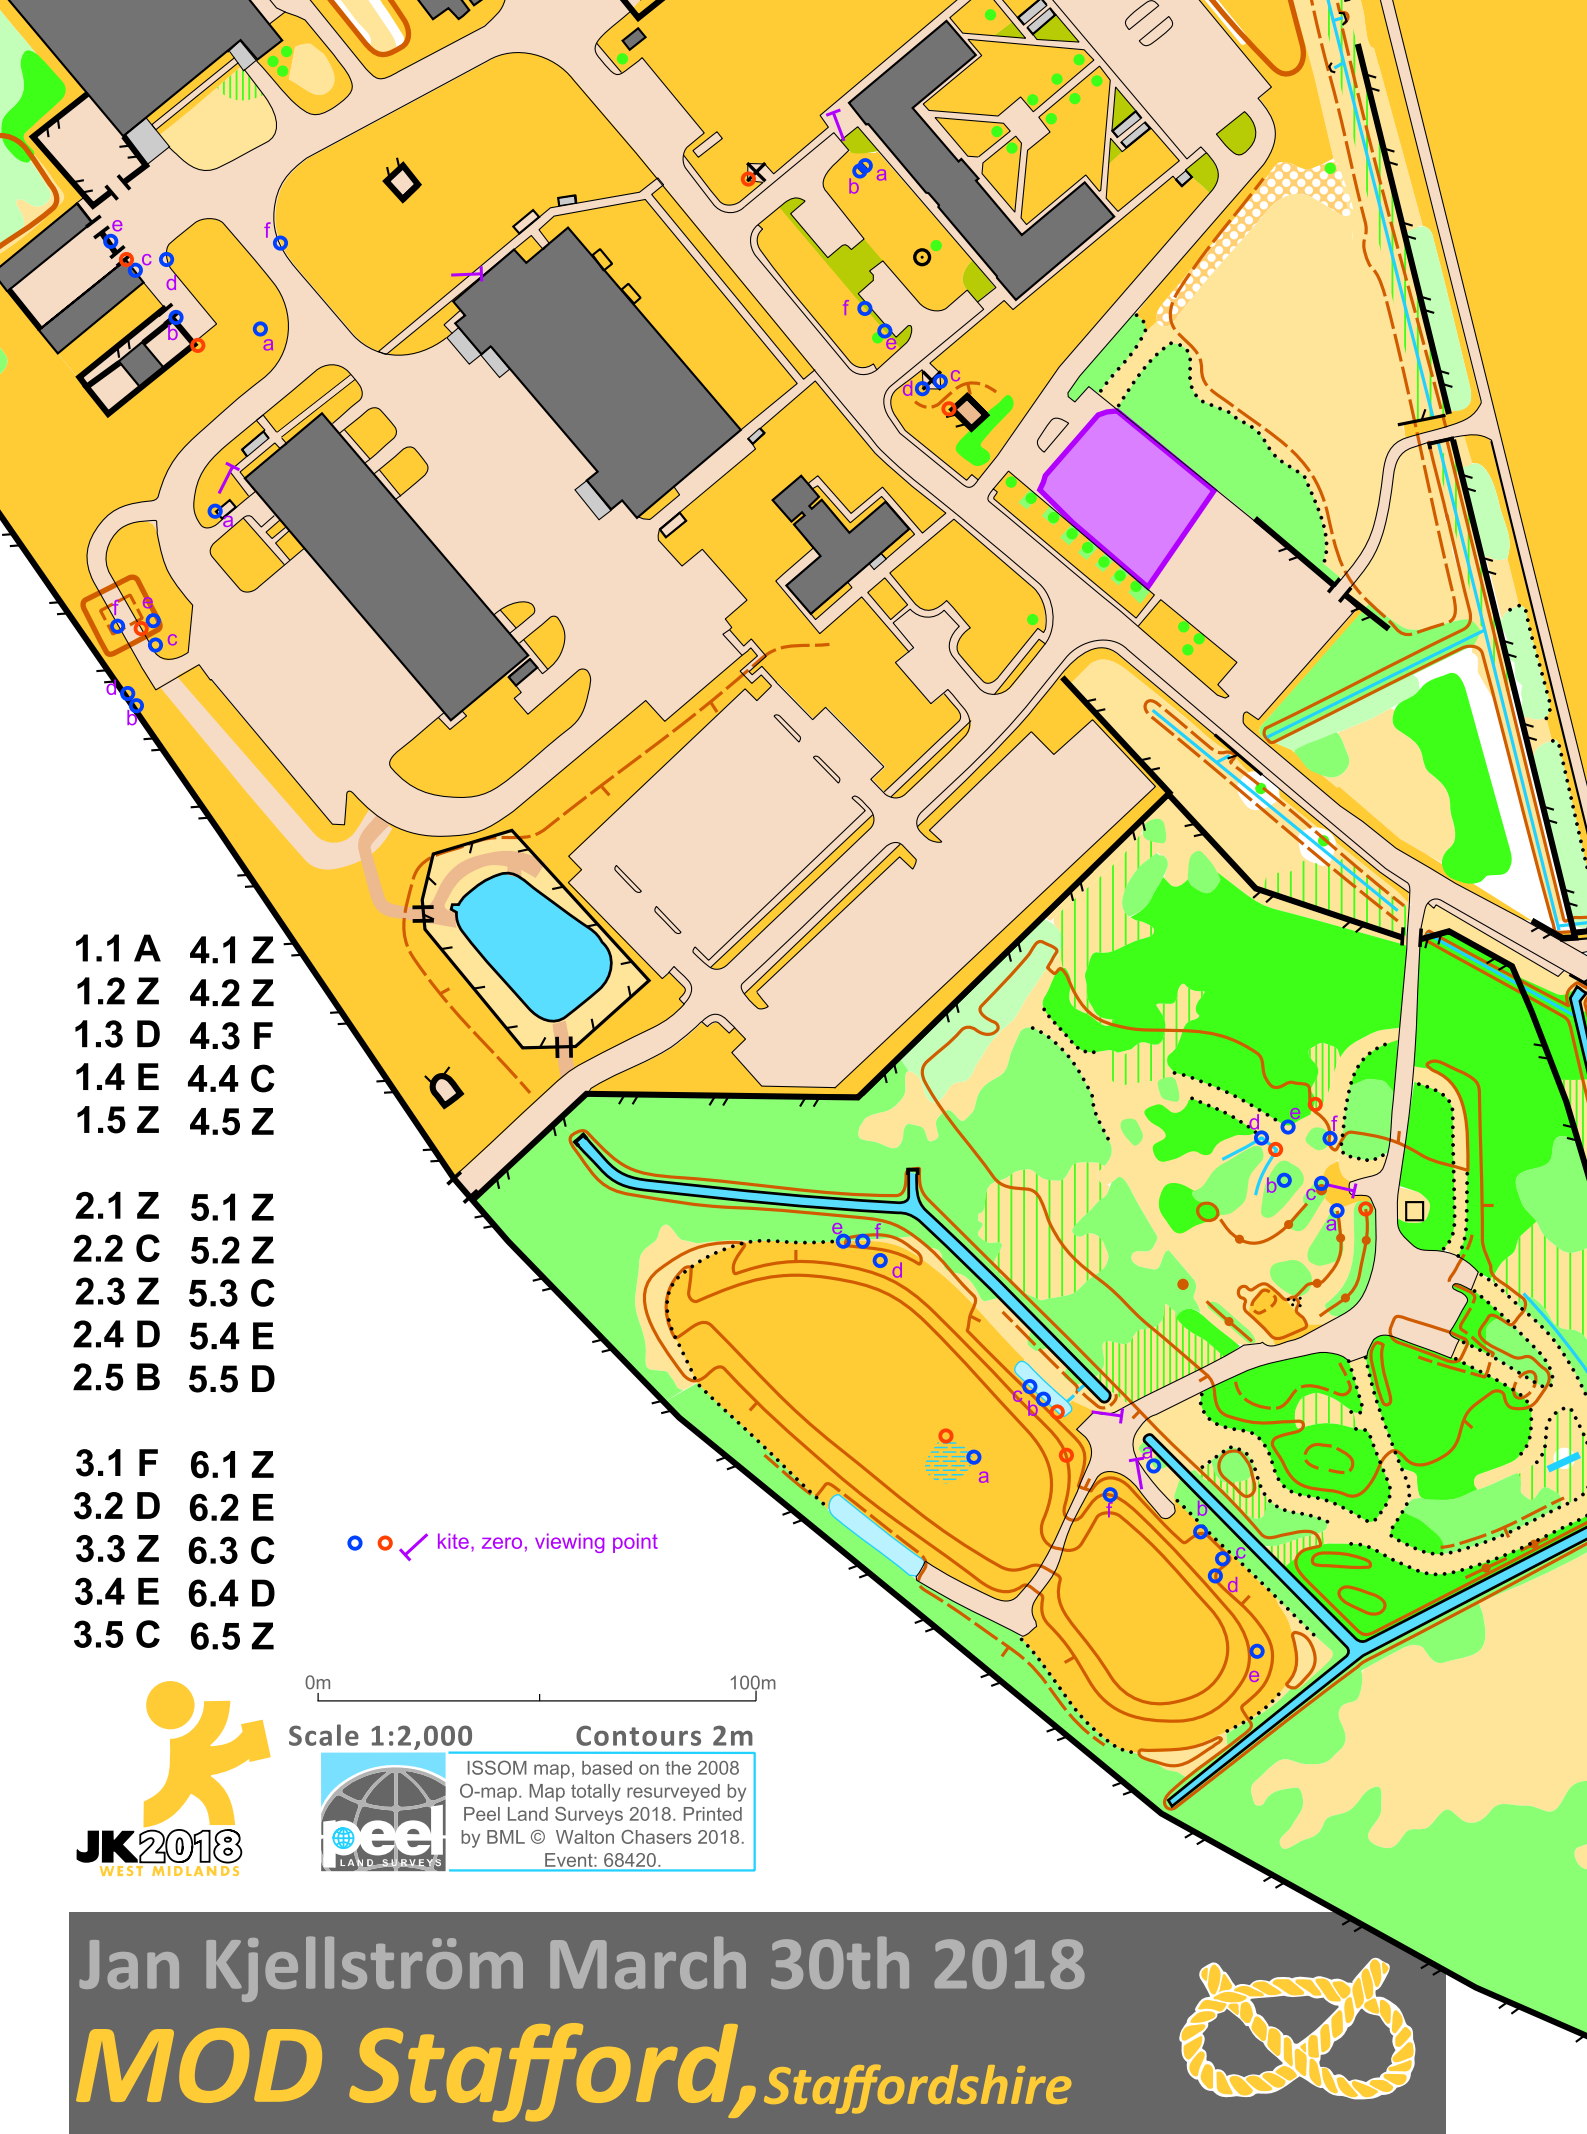 a
b
e
c
d
b
f
a
f
e
d
c
a
f
e
c
d
b
1.1 A 4.1 Z
1.2 Z 4.2 Z
1.3 D 4.3 F
1.4 E 4.4 C
1.5 Z 4.5 Z
2.1 Z 5.1 Z
2.2 C 5.2 Z
2.3 Z 5.3 C
2.4 D 5.4 E
2.5 B 5.5 D
3.1 F 6.1 Z
3.2 D 6.2 E
3.3 Z 6.3 C
3.4 E 6.4 D
3.5 C 6.5 Z
d
e
f
b
c
a
e
f
d
c
b
a
a
b
f
c
d
e
kite, zero, viewing point
0m 100m
Scale 1:2,000 Contours 2m
ISSOM map, based on the 2008
O-map. Map totally resurveyed by
Peel Land Surveys 2018. Printed
by BML © Walton Chasers 2018.
Event: 68420.
peel
LAND SURVEYS
JK2018
WEST MIDLANDS
Jan Kjellström March 30th 2018
MOD Stafford, Staffordshire